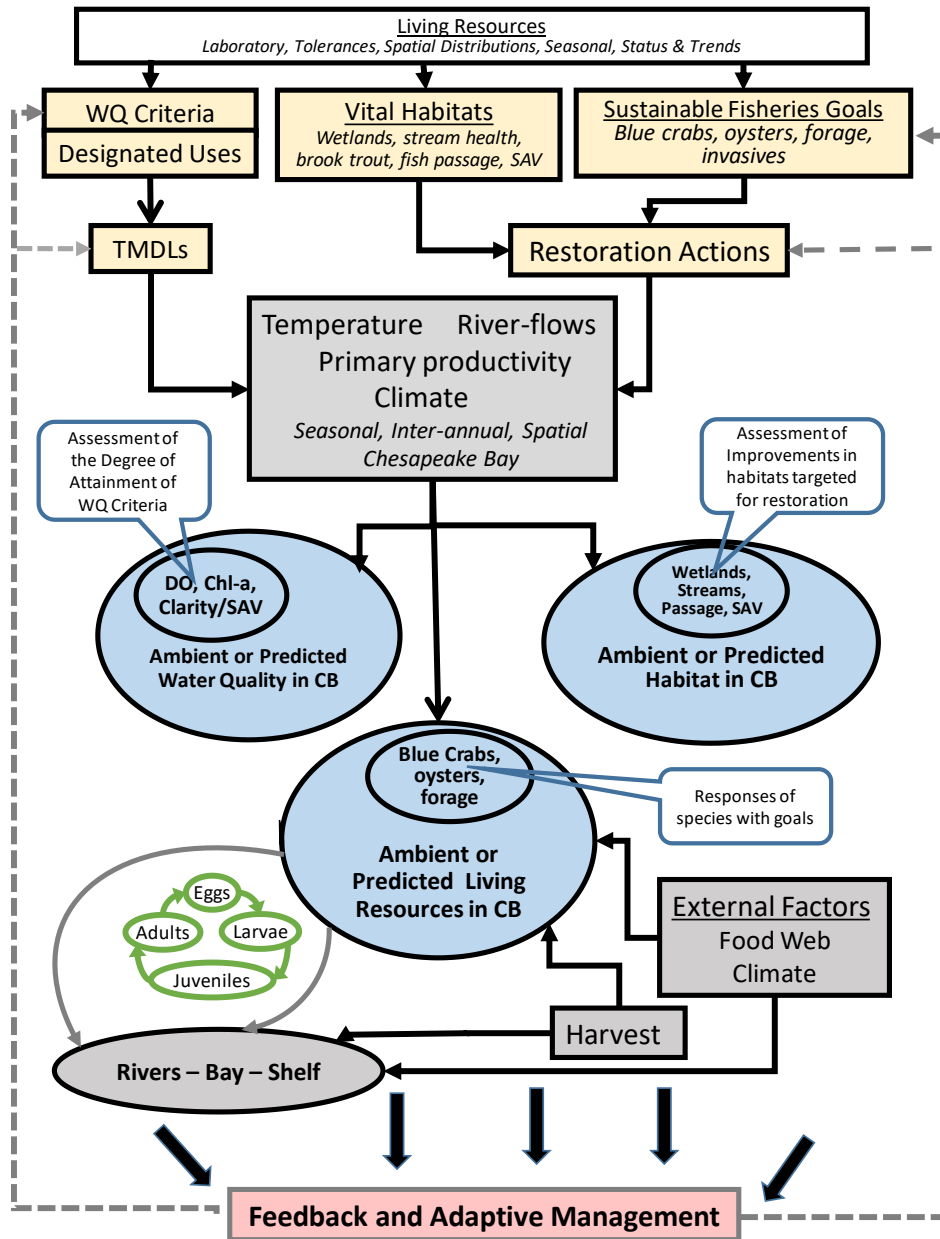 Living Resources
Laboratory, Tolerances, Spatial Distributions, Seasonal, Status & Trends
WQ Criteria
Designated Uses
Vital Habitats
Wetlands, stream health,
brook trout, fish passage, SAV
Sustainable Fisheries Goals
Blue crabs, oysters, forage,
invasives
TMDLs
Restoration Actions
Temperature River-flows
Primary productivity
Climate
Seasonal, Inter-annual, Spatial
Chesapeake Bay
Assessment of
the Degree of
Attainment of
WQ Criteria
Assessment of
Improvements in
habitats targeted
for restoration
DO, Chl-a,
Clarity/SAV
Ambient or Predicted
Water Quality in CB
Wetlands,
Streams,
Passage, SAV
Ambient or Predicted
Habitat in CB
Blue Crabs,
oysters,
forage
Ambient or
Predicted Living
Resources in CB
Responses of
species with goals
Eggs
Adults
Larvae
Juveniles
External Factors
Food Web
Climate
Harvest
Rivers – Bay – Shelf
Feedback and Adaptive Management